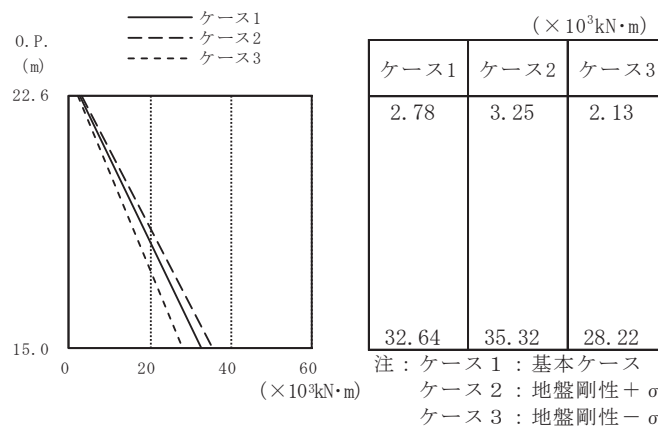 ケース1
ケース2
ケース3
O.P.
(m)
22.6
15.0
0 20 40 60
(×10³kN・m)
(×10³kN・m)
ケース1 ケース2 ケース3
2.78 3.25 2.13
32.64 35.32 28.22
注：ケース1：基本ケース
ケース2：地盤剛性＋σ
ケース3：地盤剛性－σ